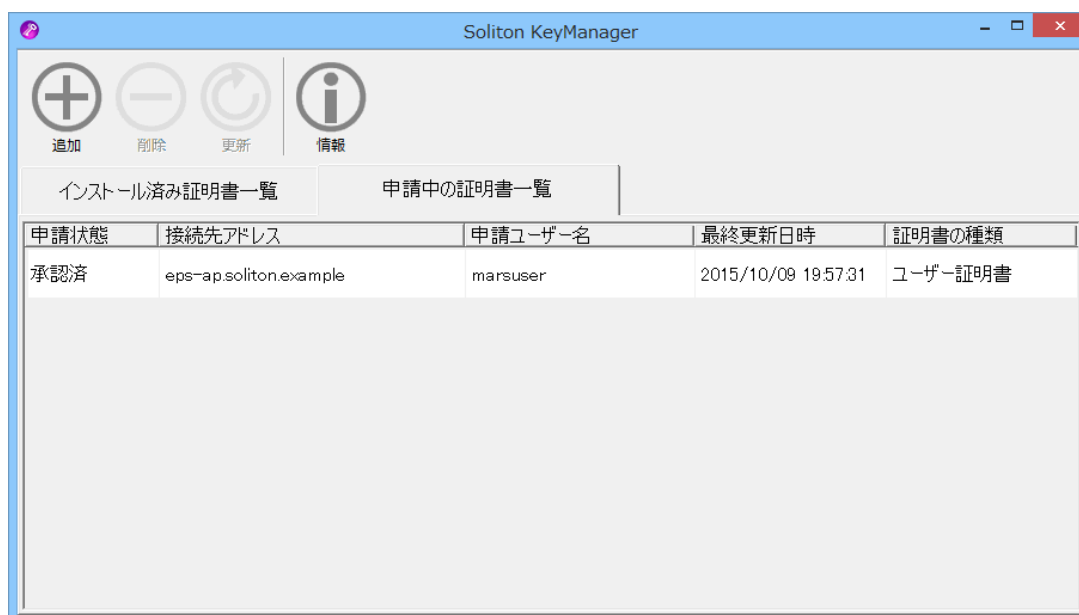 Soliton KeyManager
追加 削除 更新 情報
インストール済み証明書一覧 申請中の証明書一覧
申請状態 接続先アドレス 申請ユーザー名 最終更新日時 証明書の種類
承認済 eps-ap.soliton.example marsuser 2015/10/09 19:57:31 ユーザー証明書